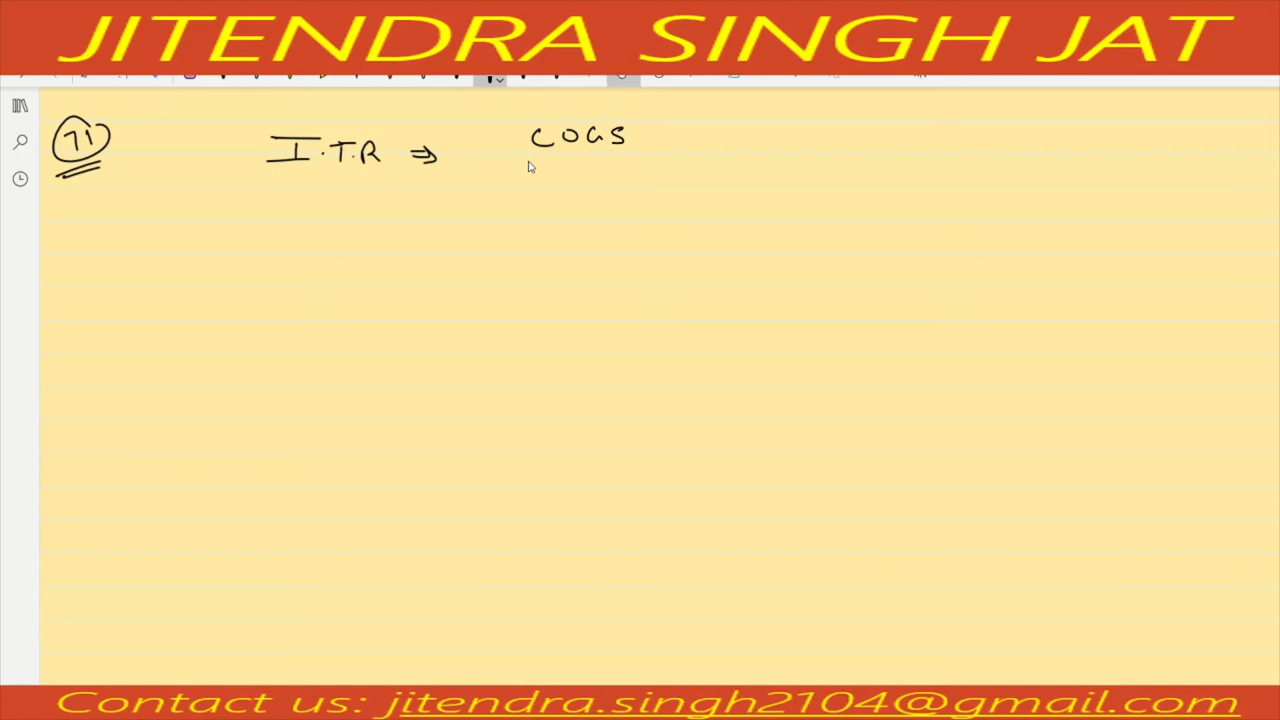 JITENDRA SINGH JAT
71 I.T.R ⇒ COGS
Contact us: jitendra.singh2104@gmail.com